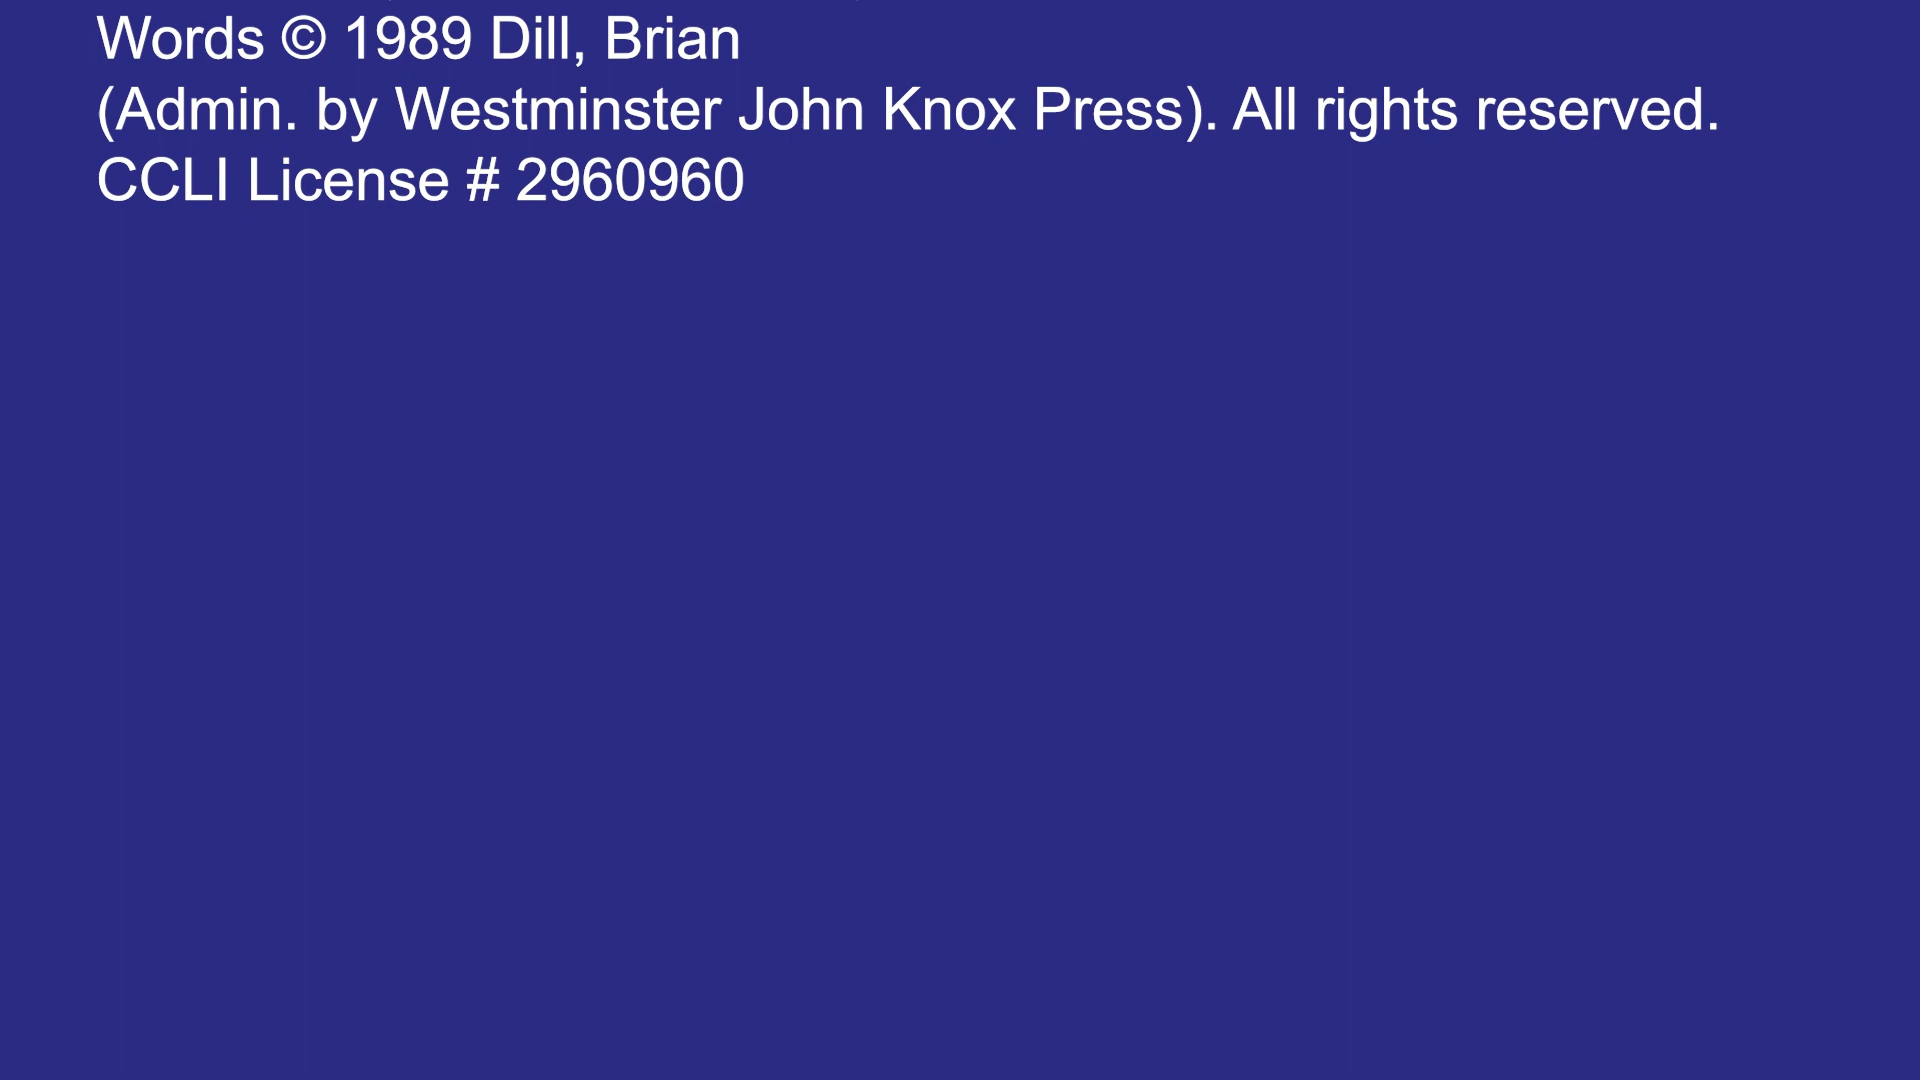 Words © 1989 Dill, Brian
(Admin. by Westminster John Knox Press). All rights reserved.
CCLI License # 2960960